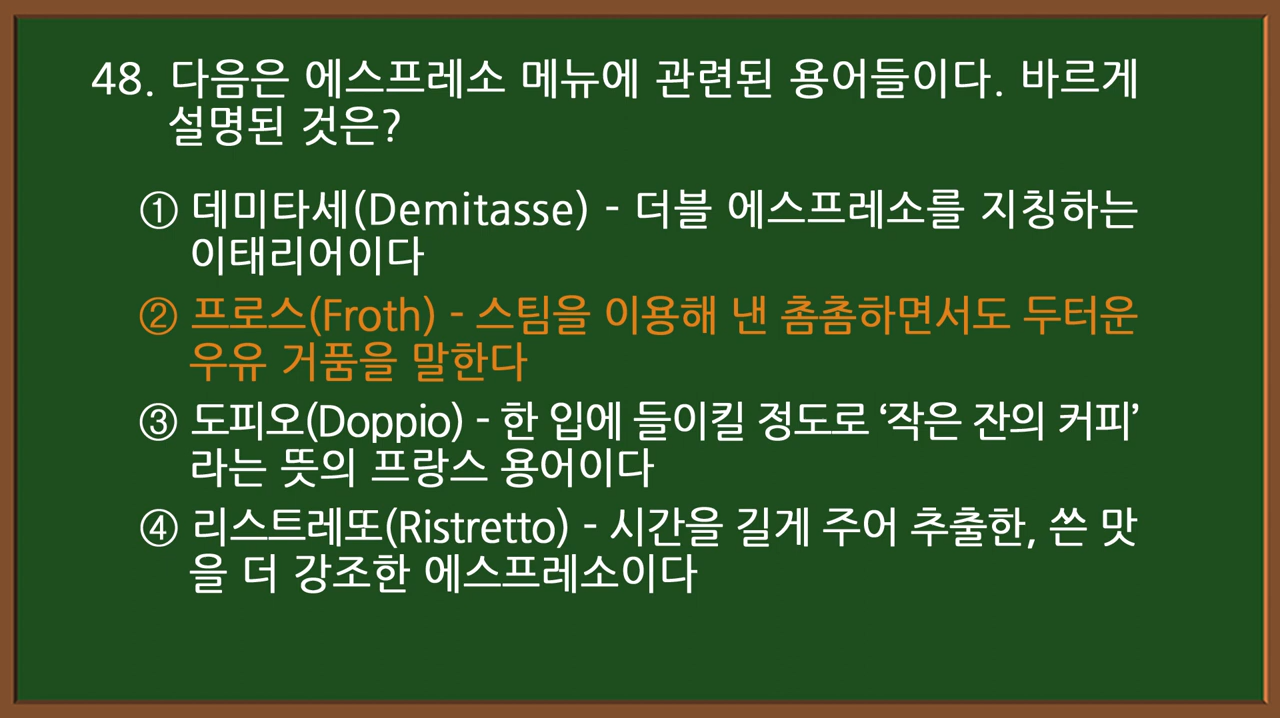 48. 다음은 에스프레소 메뉴에 관련된 용어들이다. 바르게
설명된 것은?
① 데미타세(Demitasse) - 더블 에스프레소를 지칭하는
이태리어이다
② 프로스(Froth) - 스팀을 이용해 낸 촘촘하면서도 두터운
우유 거품을 말한다
③ 도피오(Doppio) - 한 입에 들이킬 정도로 ‘작은 잔의 커피’
라는 뜻의 프랑스 용어이다
④ 리스트레또(Ristretto) - 시간을 길게 주어 추출한, 쓴 맛
을 더 강조한 에스프레소이다